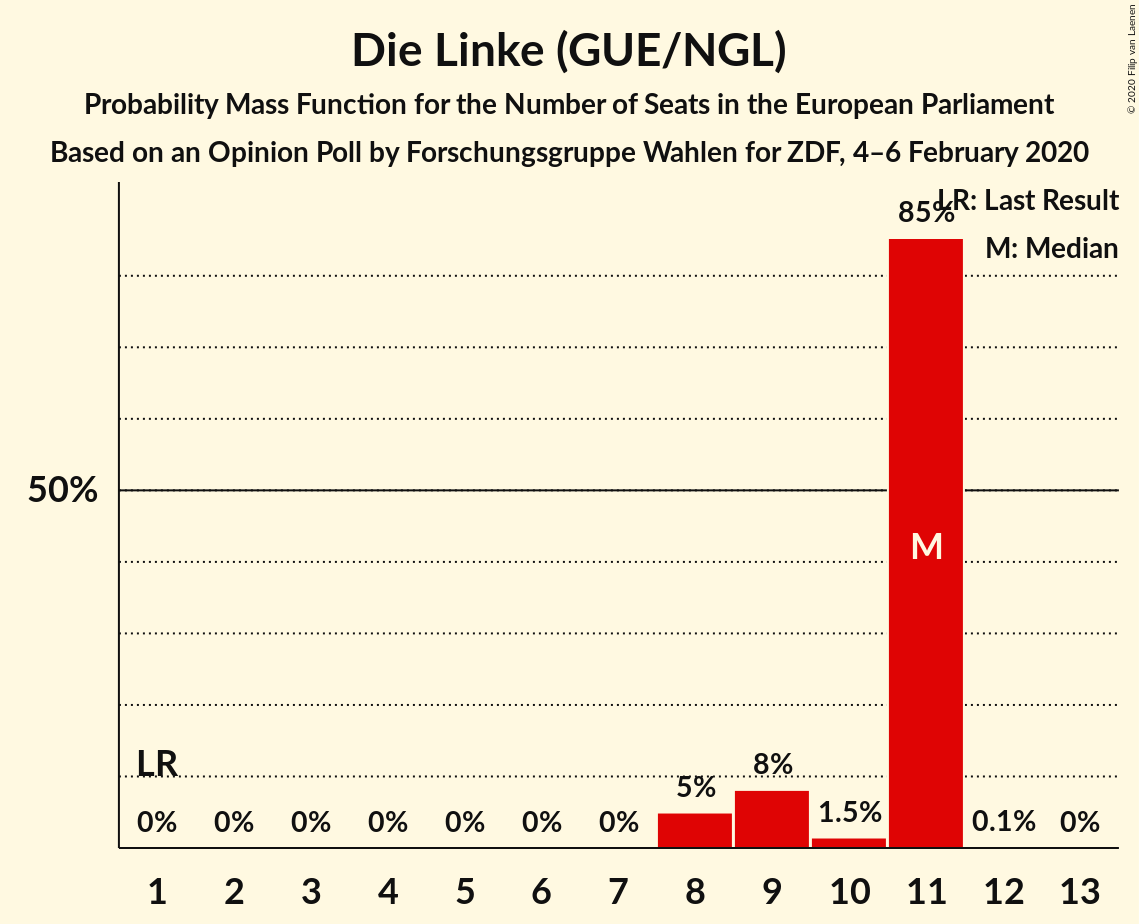 Die Linke (GUE/NGL)
Probability Mass Function for the Number of Seats in the European Parliament
Based on an Opinion Poll by Forschungsgruppe Wahlen for ZDF, 4–6 February 2020
© 2020 Filip van Laenen
LR: Last Result
M: Median
85%
50%
M
LR
0% 0% 0% 0% 0% 0% 0% 5% 8% 1.5% 0.1% 0%
1 2 3 4 5 6 7 8 9 10 11 12 13